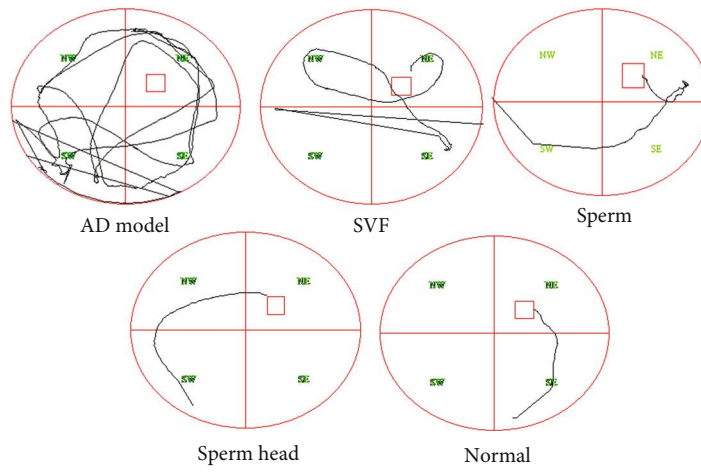 NW NE
SW SE
AD model
NW NE
SW SE
SVF
NW NE
SW SE
Sperm
NW NE
SW SE
Sperm head
NW NE
SW SE
Normal